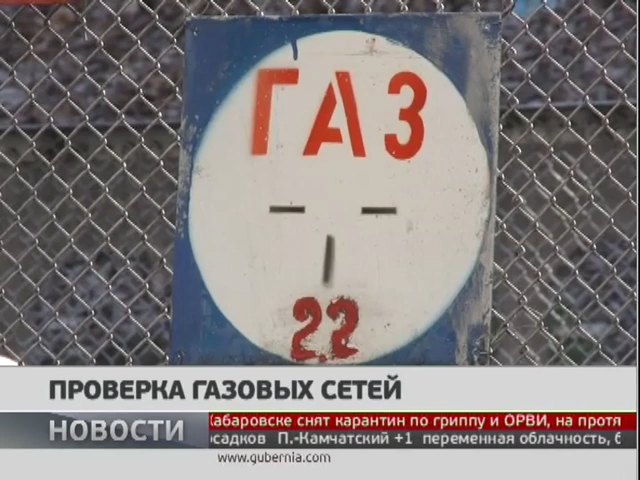 ГАЗ
22
ПРОВЕРКА ГАЗОВЫХ СЕТЕЙ
НОВОСТИ
Хабаровске снят карантин по гриппу и ОРВИ, на протя
осадков П.-Камчатский +1 переменная облачность, б
www.gubernia.com